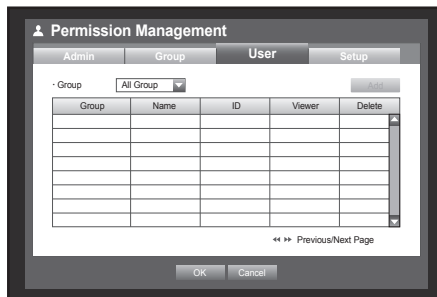 Permission Management
Admin Group User Setup
· Group All Group Add
Group Name ID Viewer Delete
Previous/Next Page
OK Cancel